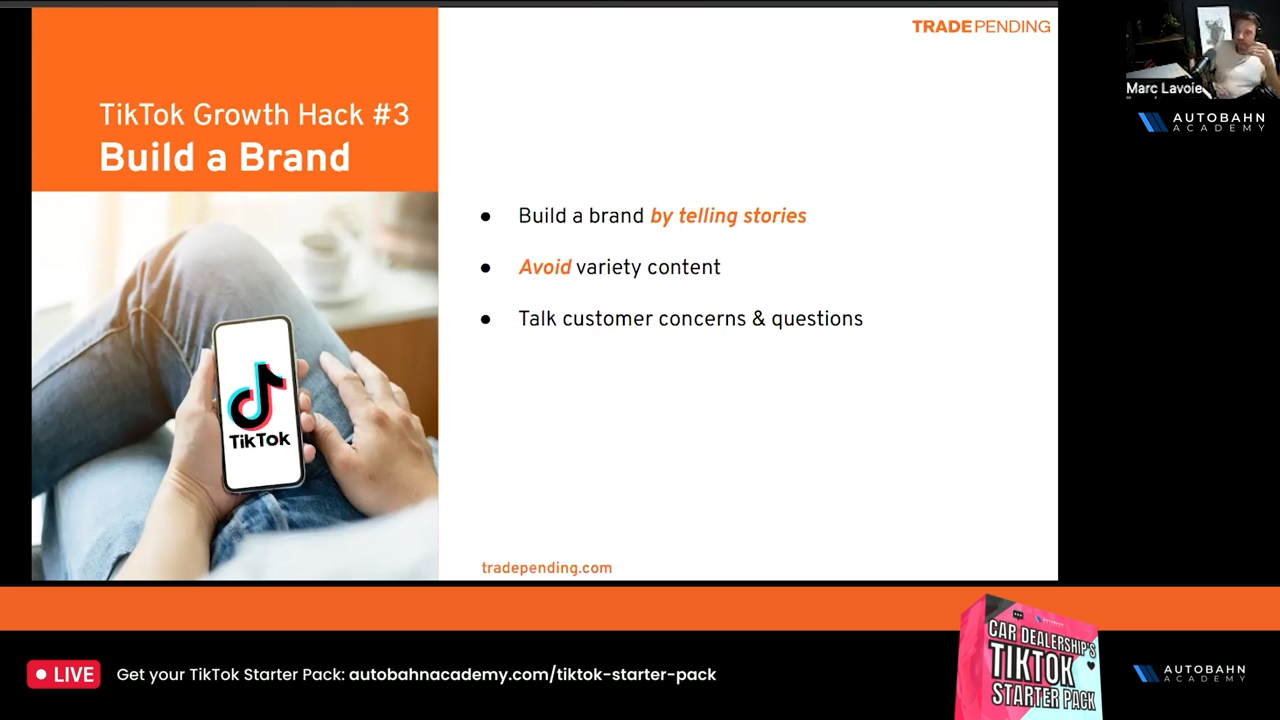 TRADEPENDING
TikTok Growth Hack #3
Build a Brand
Build a brand by telling stories
Avoid variety content
Talk customer concerns & questions
TikTok
tradepending.com
Marc Lavoie
AUTOBAHN
ACADEMY
LIVE
Get your TikTok Starter Pack: autobahnacademy.com/tiktok-starter-pack
CAR DEALERSHIP'S
TIKTOK
STARTER PACK
AUTOBAHN
ACADEMY